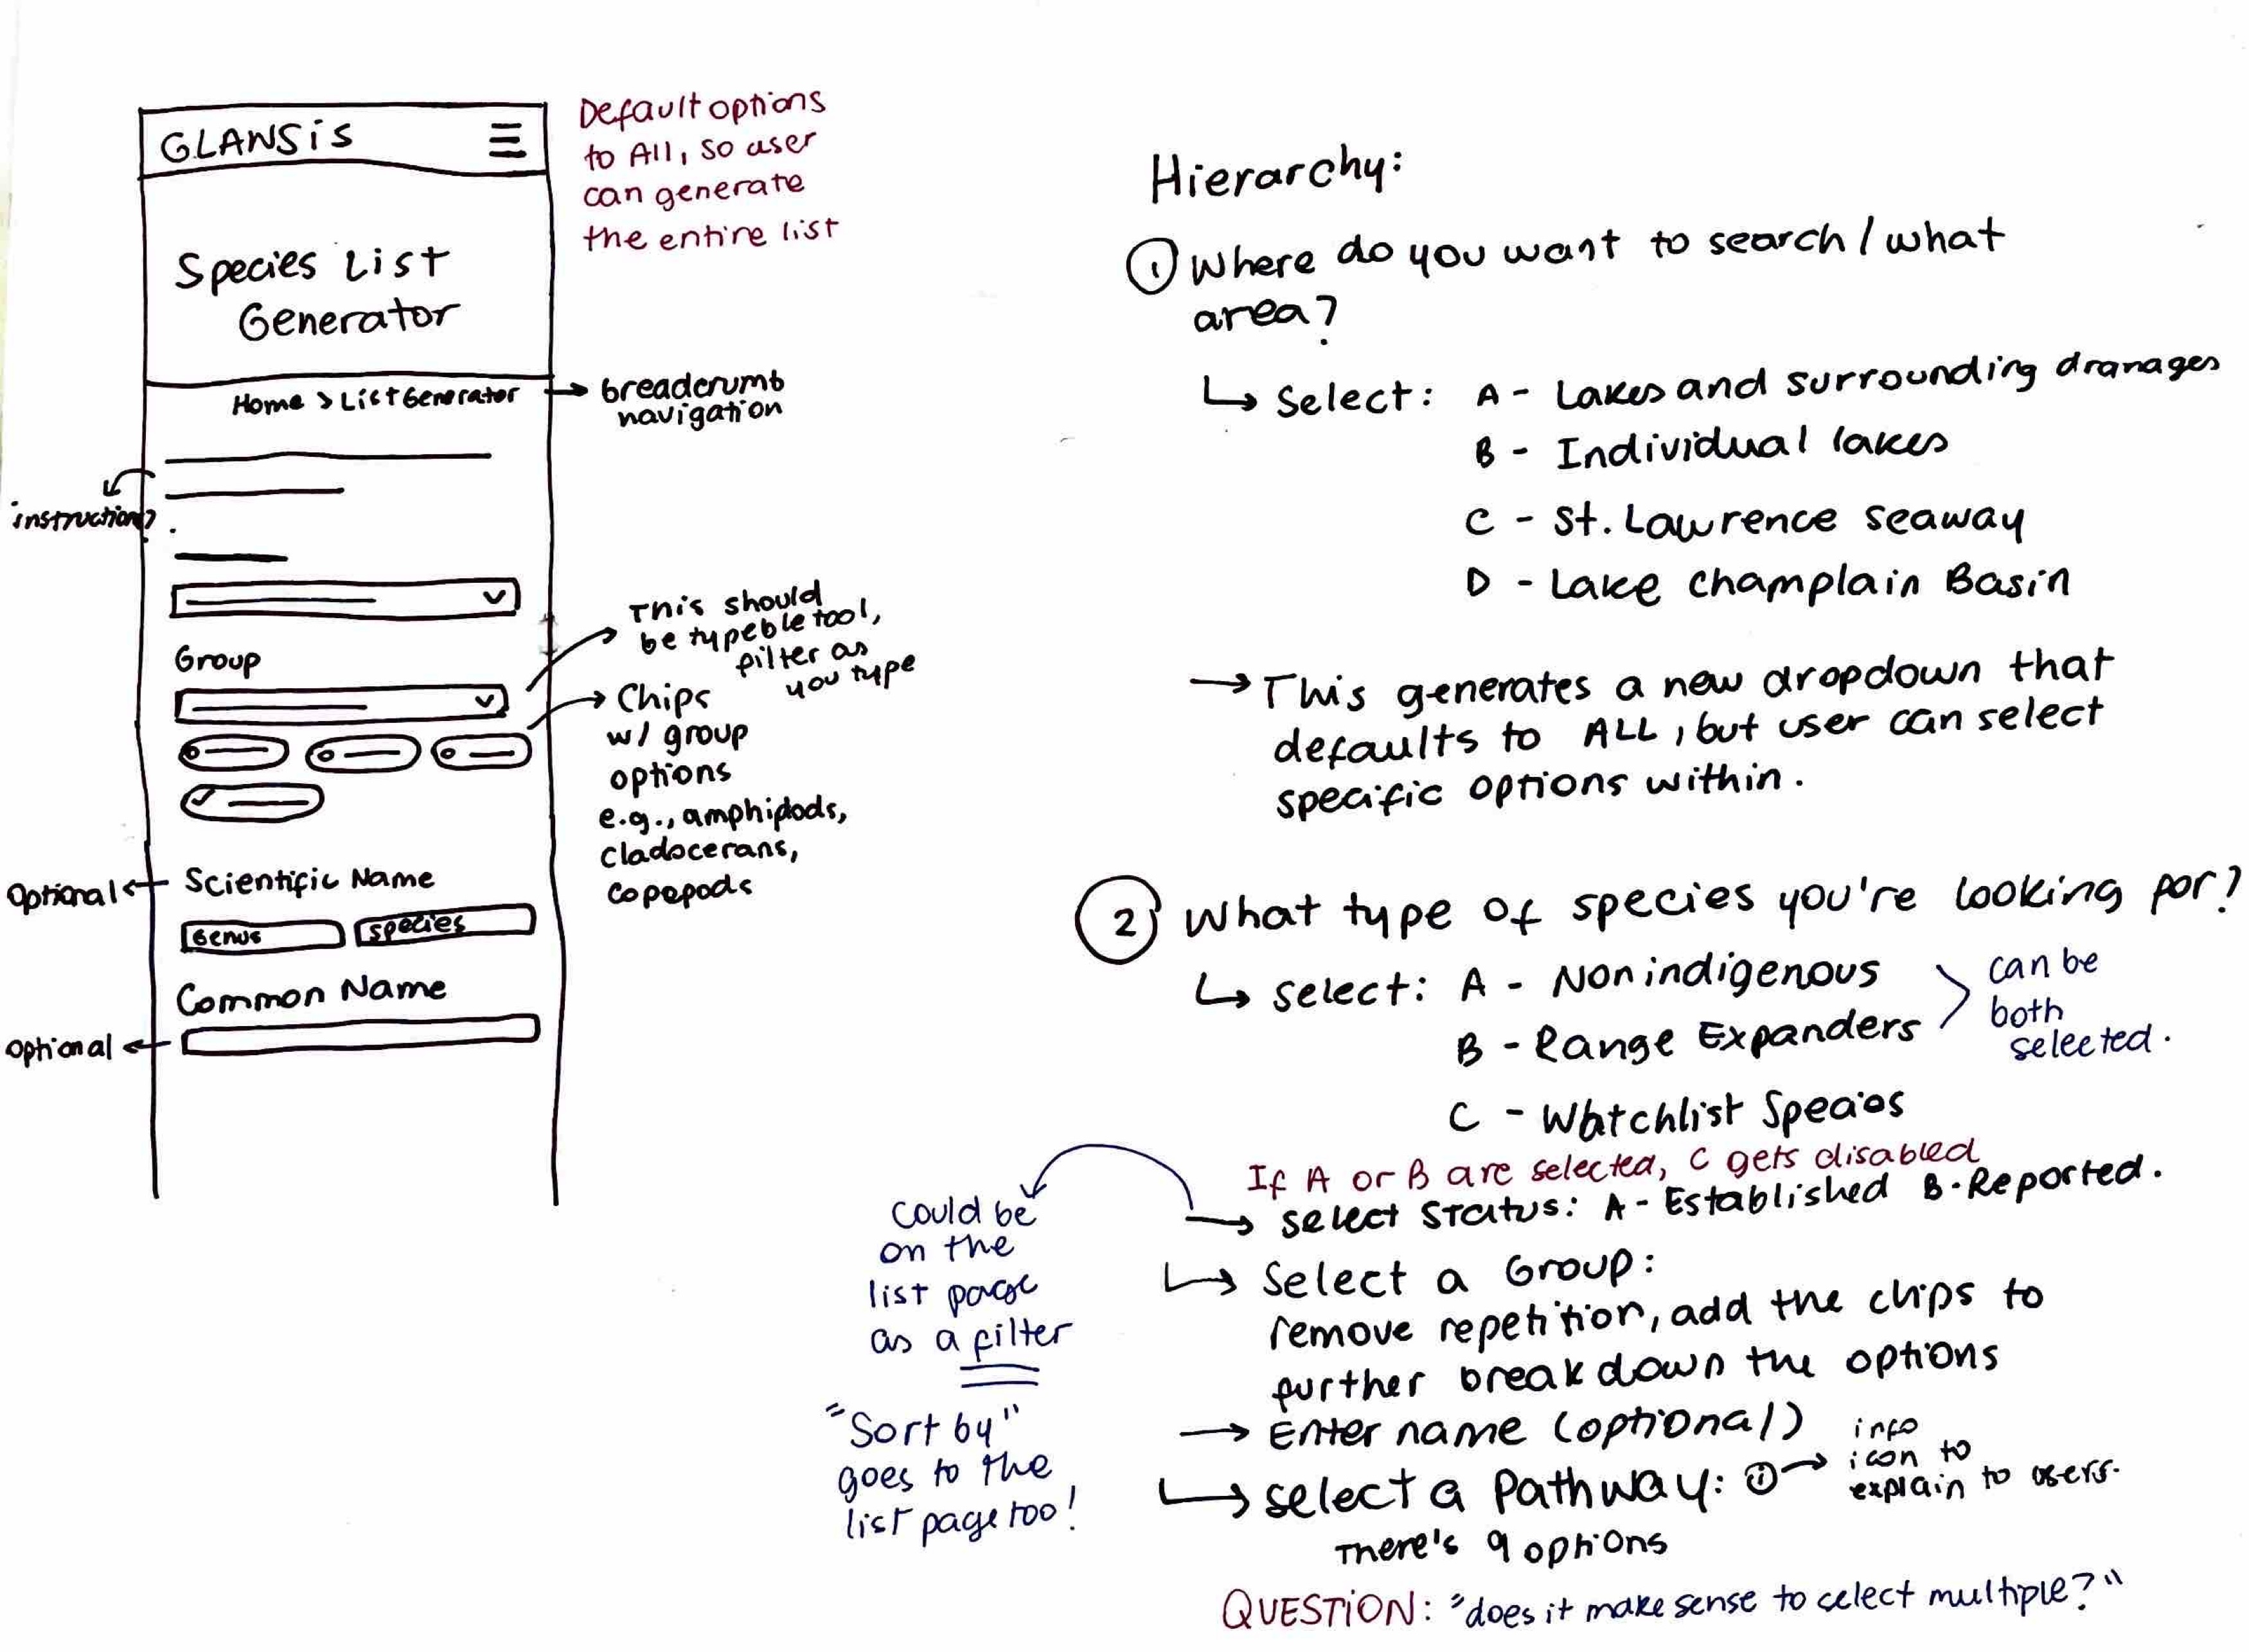 GLANSiS
Species List
Generator
Home > List Generator
instruction?
Group
Scientific Name
Genus
species
Common Name
Optional
optional
Default options
to All, so user
can generate
the entire list
breadcrumb
navigation
This should
be typeble tool,
filter as
you type
Chips
w/ group
options
e.g., amphipods,
cladocerans,
copepods
Hierarchy:
1 Where do you want to search / what
area?
Select: A - Lakes and surrounding dranages
B - Individual lakes
C - St. Lawrence seaway
D - Lake champlain Basin
This generates a new dropdown that
defaults to ALL, but user can select
specific options within.
2 What type of species you're looking for?
select: A - Nonindigenous
B - Range Expanders
can be
both
selected.
C - Watchlist Species
If A or B are selected, C gets disabled
select status: A - Established B - Reported.
Select a Group:
remove repetition, add the chips to
further breakdown the options
Enter name (optional)
select a Pathway: i
info
icon to
explain to users.
There's 9 options
QUESTION: "does it make sense to select multiple?"
could be
on the
list page
as a filter
"Sort by"
goes to the
list page too!